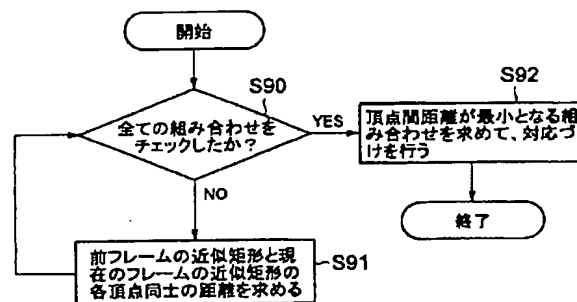 開始
S90
全ての組み合わせを
チェックしたか？
YES
NO
S92
頂点間距離が最小となる組
み合わせを求めて、対応づ
けを行う
終了
前フレームの近似矩形と現
在のフレームの近似矩形の
各頂点同士の距離を求める
S91